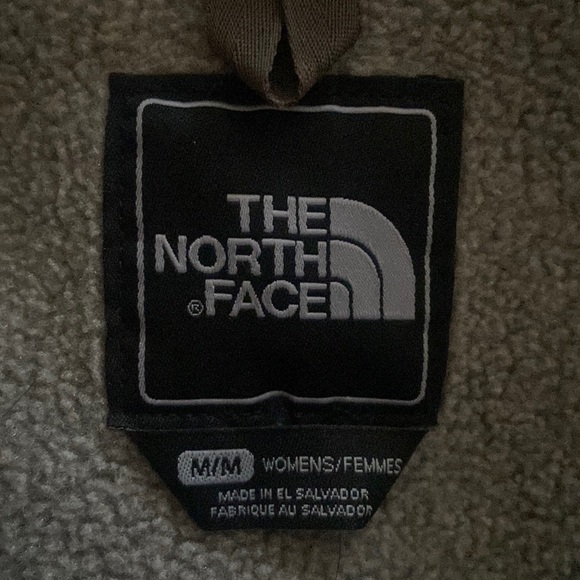 THE
NORTH
® FACE
M/M WOMENS/FEMMES
MADE IN EL SALVADOR
FABRIQUE AU SALVADOR